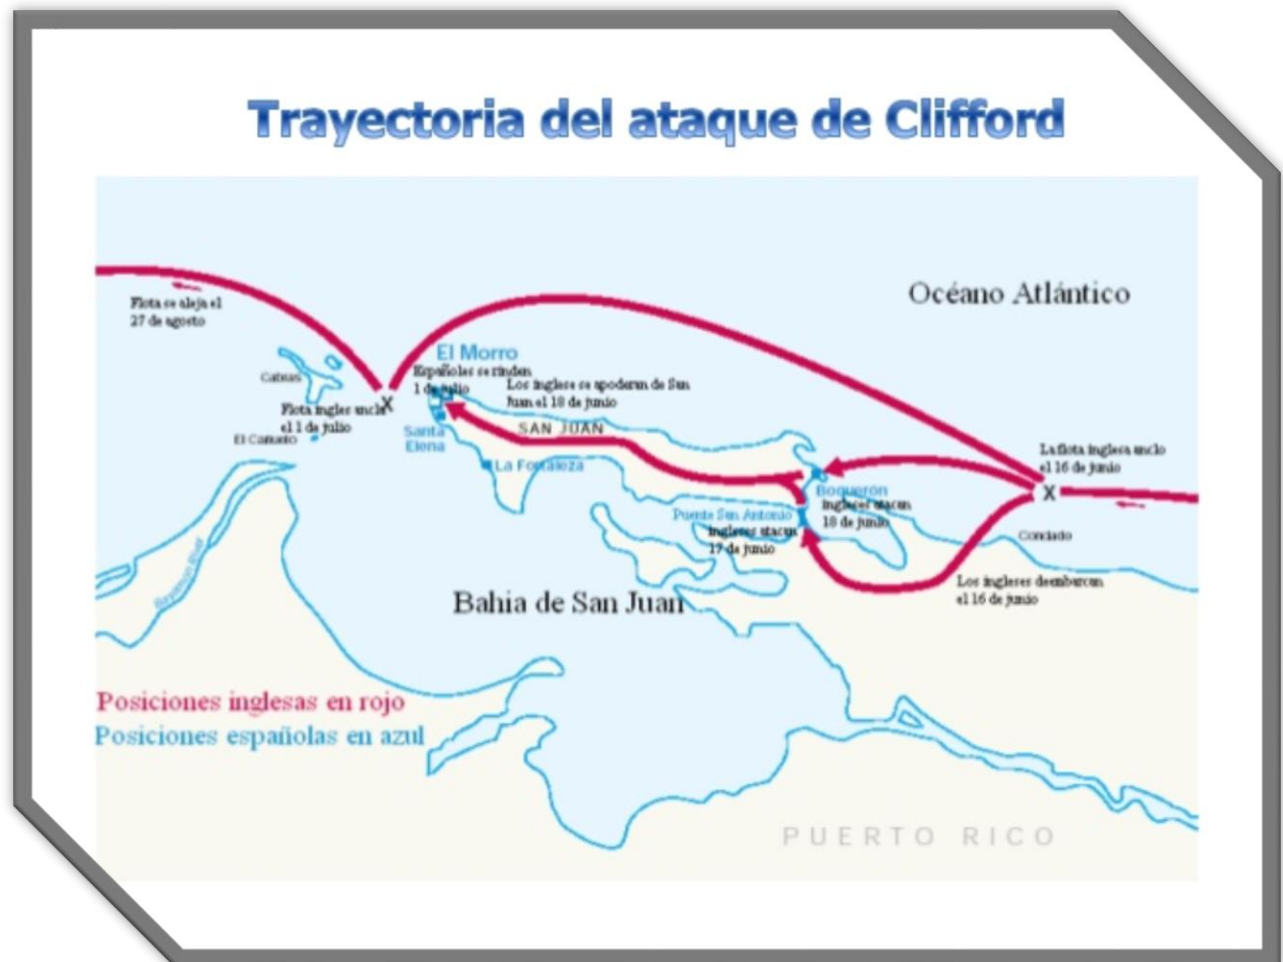 Trayectoria del ataque de Clifford
Océano Atlántico
Flota se aleja el
27 de agosto
El Morro
Españoles se rinden
1 de julio
Los inglese se apoderan de San
Juan el 18 de junio
Cabras
Flota ingles ancla
el 1 de julio
X
El Cañuelo
Santa
Elena
SAN JUAN
La Fortaleza
La flota inglesa anclo
el 16 de junio
X
Boquerón
ingleses atacan
18 de junio
Puente San Antonio
ingleses atacan
17 de junio
Condado
Los ingleses desembarcan
el 16 de junio
Bahia de San Juan
Posiciones inglesas en rojo
Posiciones españolas en azul
PUERTO RICO